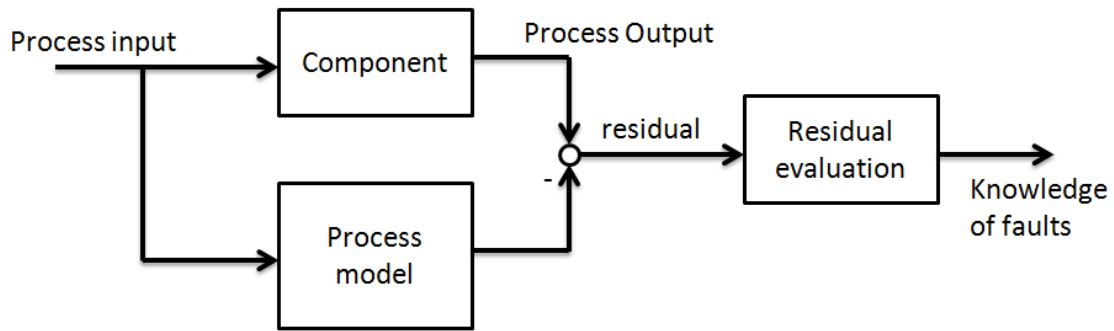 Process input
Component
Process Output
residual
-
Residual
evaluation
Knowledge
of faults
Process
model